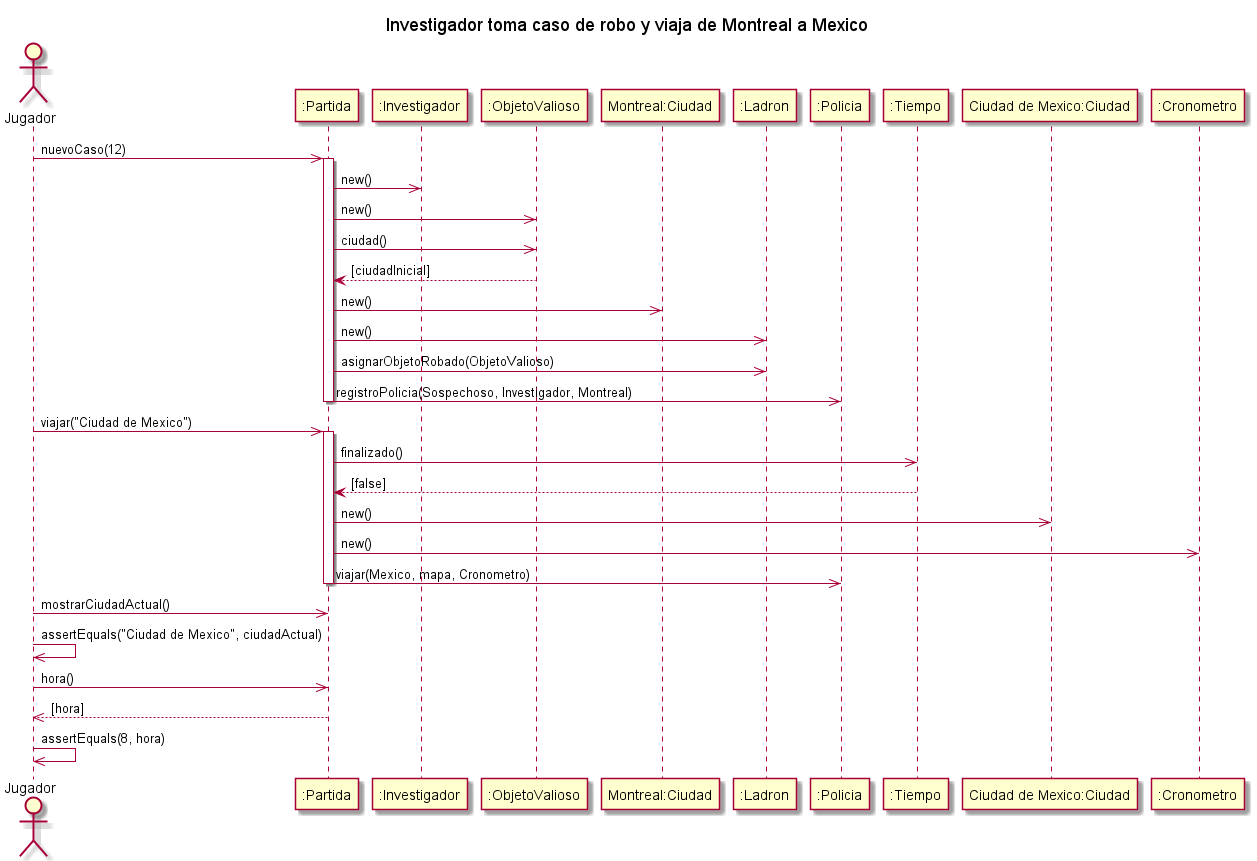 Investigador toma caso de robo y viaja de Montreal a Mexico
Jugador
:Partida
:Investigador
:ObjetoValioso
Montreal:Ciudad
:Ladron
:Policia
:Tiempo
Ciudad de Mexico:Ciudad
:Cronometro
nuevoCaso(12)
new()
new()
ciudad()
[ciudadInicial]
new()
new()
asignarObjetoRobado(ObjetoValioso)
registroPolicia(Sospechoso, Investigador, Montreal)
viajar("Ciudad de Mexico")
finalizado()
[false]
new()
new()
viajar(Mexico, mapa, Cronometro)
mostrarCiudadActual()
assertEquals("Ciudad de Mexico", ciudadActual)
hora()
[hora]
assertEquals(8, hora)
Jugador
:Partida
:Investigador
:ObjetoValioso
Montreal:Ciudad
:Ladron
:Policia
:Tiempo
Ciudad de Mexico:Ciudad
:Cronometro